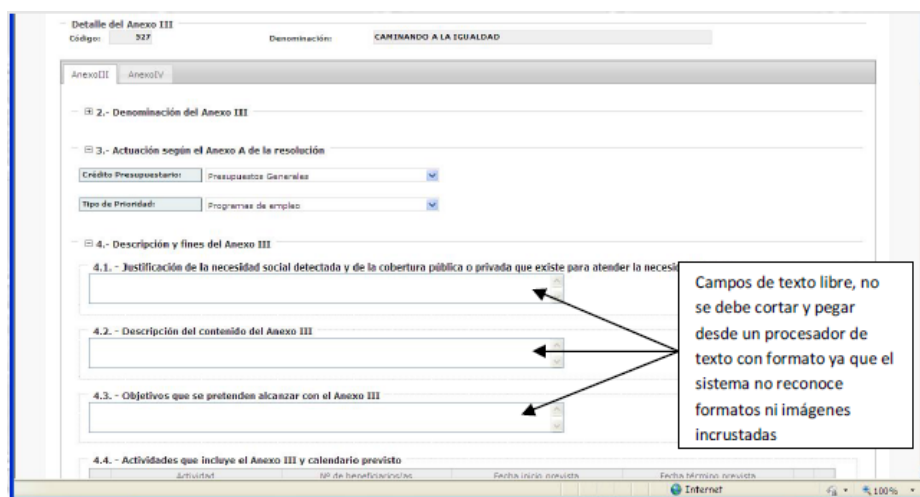 Detalle del Anexo III
Código: 527 Denominación: CAMINANDO A LA IGUALDAD
AnexoIII AnexoIV
2.- Denominación del Anexo III
3.- Actuación según el Anexo A de la resolución
Crédito Presupuestario: Presupuestos Generales
Tipo de Prioridad: Programas de empleo
4.- Descripción y fines del Anexo III
4.1. - Justificación de la necesidad social detectada y de la cobertura pública o privada que existe para atender la
Campos de texto libre, no
se debe cortar y pegar
desde un procesador de
texto con formato ya que el
sistema no reconoce
formatos ni imágenes
incrustadas
4.2. - Descripción del contenido del Anexo III
4.3. - Objetivos que se pretenden alcanzar con el Anexo III
4.4. - Actividades que incluye el Anexo III y calendario previsto
Actividad Nº de beneficiarios/as Fecha inicio prevista Fecha término prevista
Internet 100%